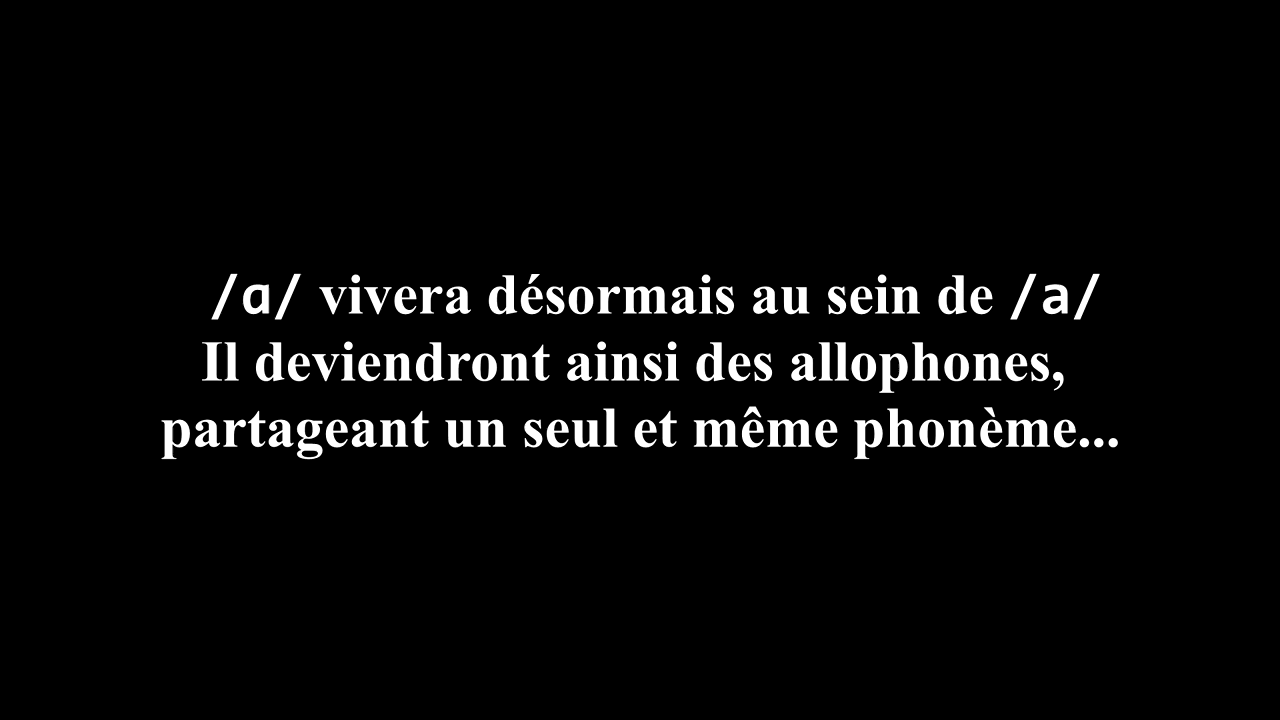 /ɑ/ vivera désormais au sein de /a/
Il deviendront ainsi des allophones,
partageant un seul et même phonème...